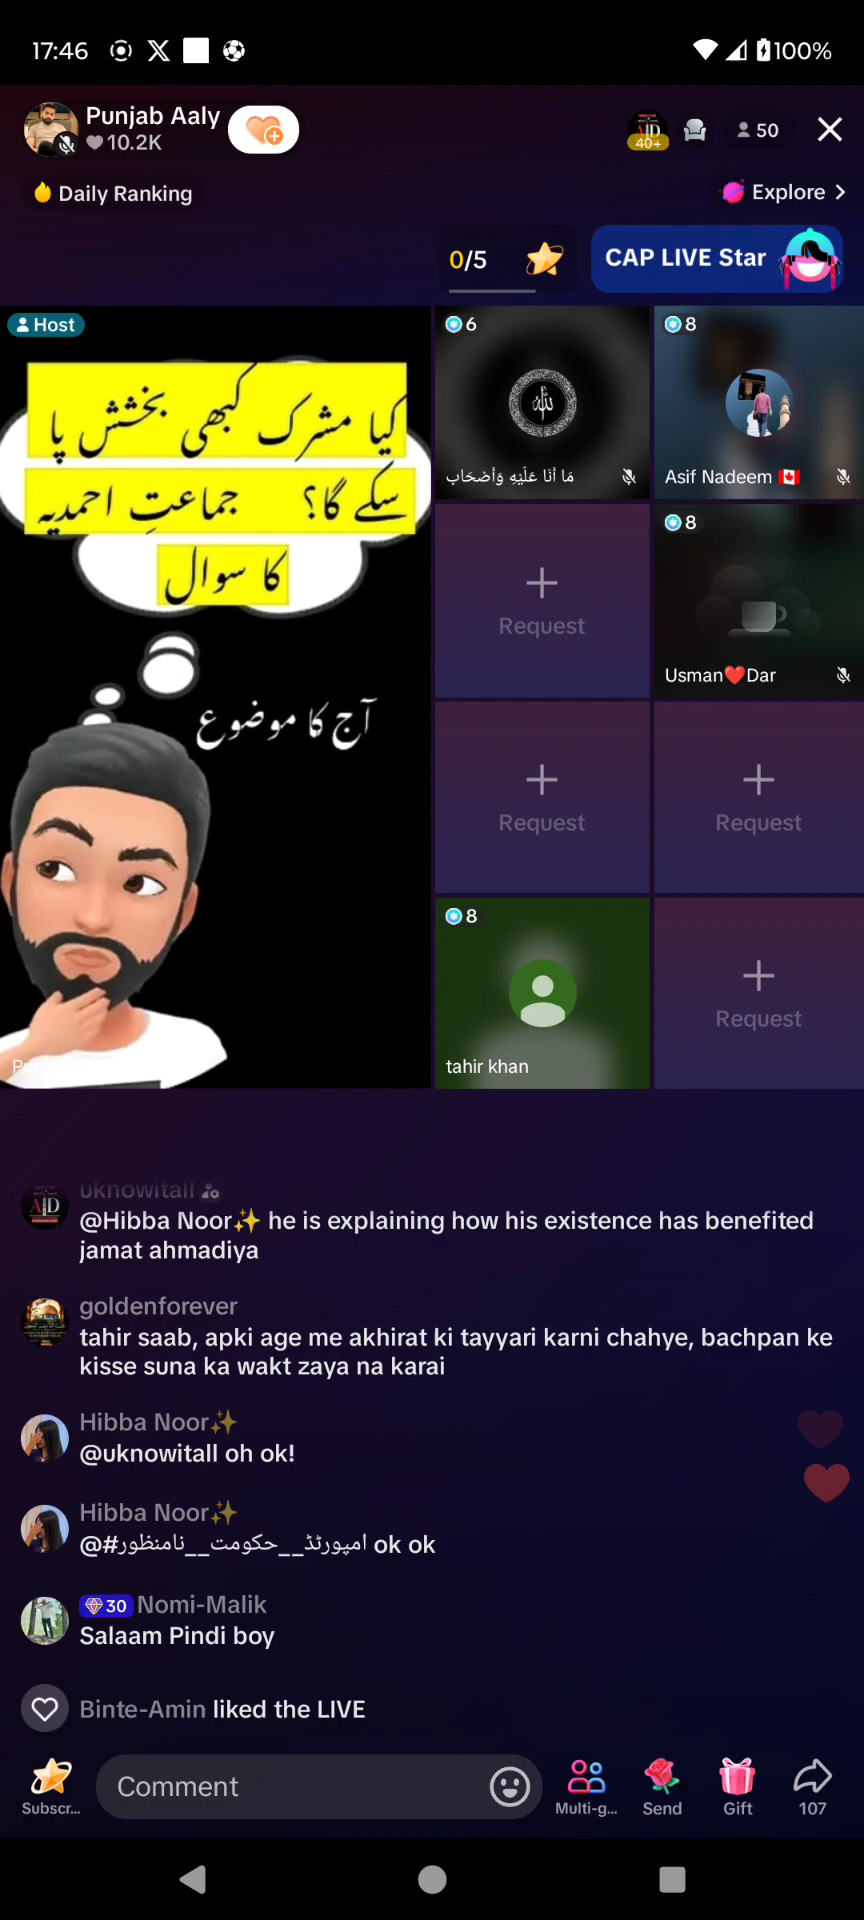 17:46
100%
Punjab Aaly
10.2K
40+
50
Daily Ranking
Explore
0/5
CAP LIVE Star
Host
کیا مشرک کبھی بخشش پا
سکے گا؟ جماعتِ احمدیہ
کا سوال
آج کا موضوع
6
مَا أنَا عَلَيْهِ وَأصْحَاب
8
Asif Nadeem 🇨🇦
Request
8
Usman❤️Dar
Request
Request
8
tahir khan
Request
uknowitall
@Hibba Noor✨ he is explaining how his existence has benefited
jamat ahmadiya
goldenforever
tahir saab, apki age me akhirat ki tayyari karni chahye, bachpan ke
kisse suna ka wakt zaya na karai
Hibba Noor✨
@uknowitall oh ok!
Hibba Noor✨
@#امپورٹڈ__حکومت__نامنظور ok ok
30 Nomi-Malik
Salaam Pindi boy
Binte-Amin liked the LIVE
Comment
Subscr...
Multi-g...
Send
Gift
107